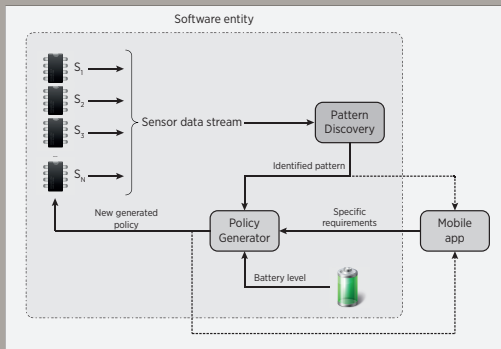 Software entity
S1
S2
S3
...
SN
Sensor data stream
Pattern
Discovery
Identified pattern
New generated
policy
Policy
Generator
Specific
requirements
Mobile
app
Battery level